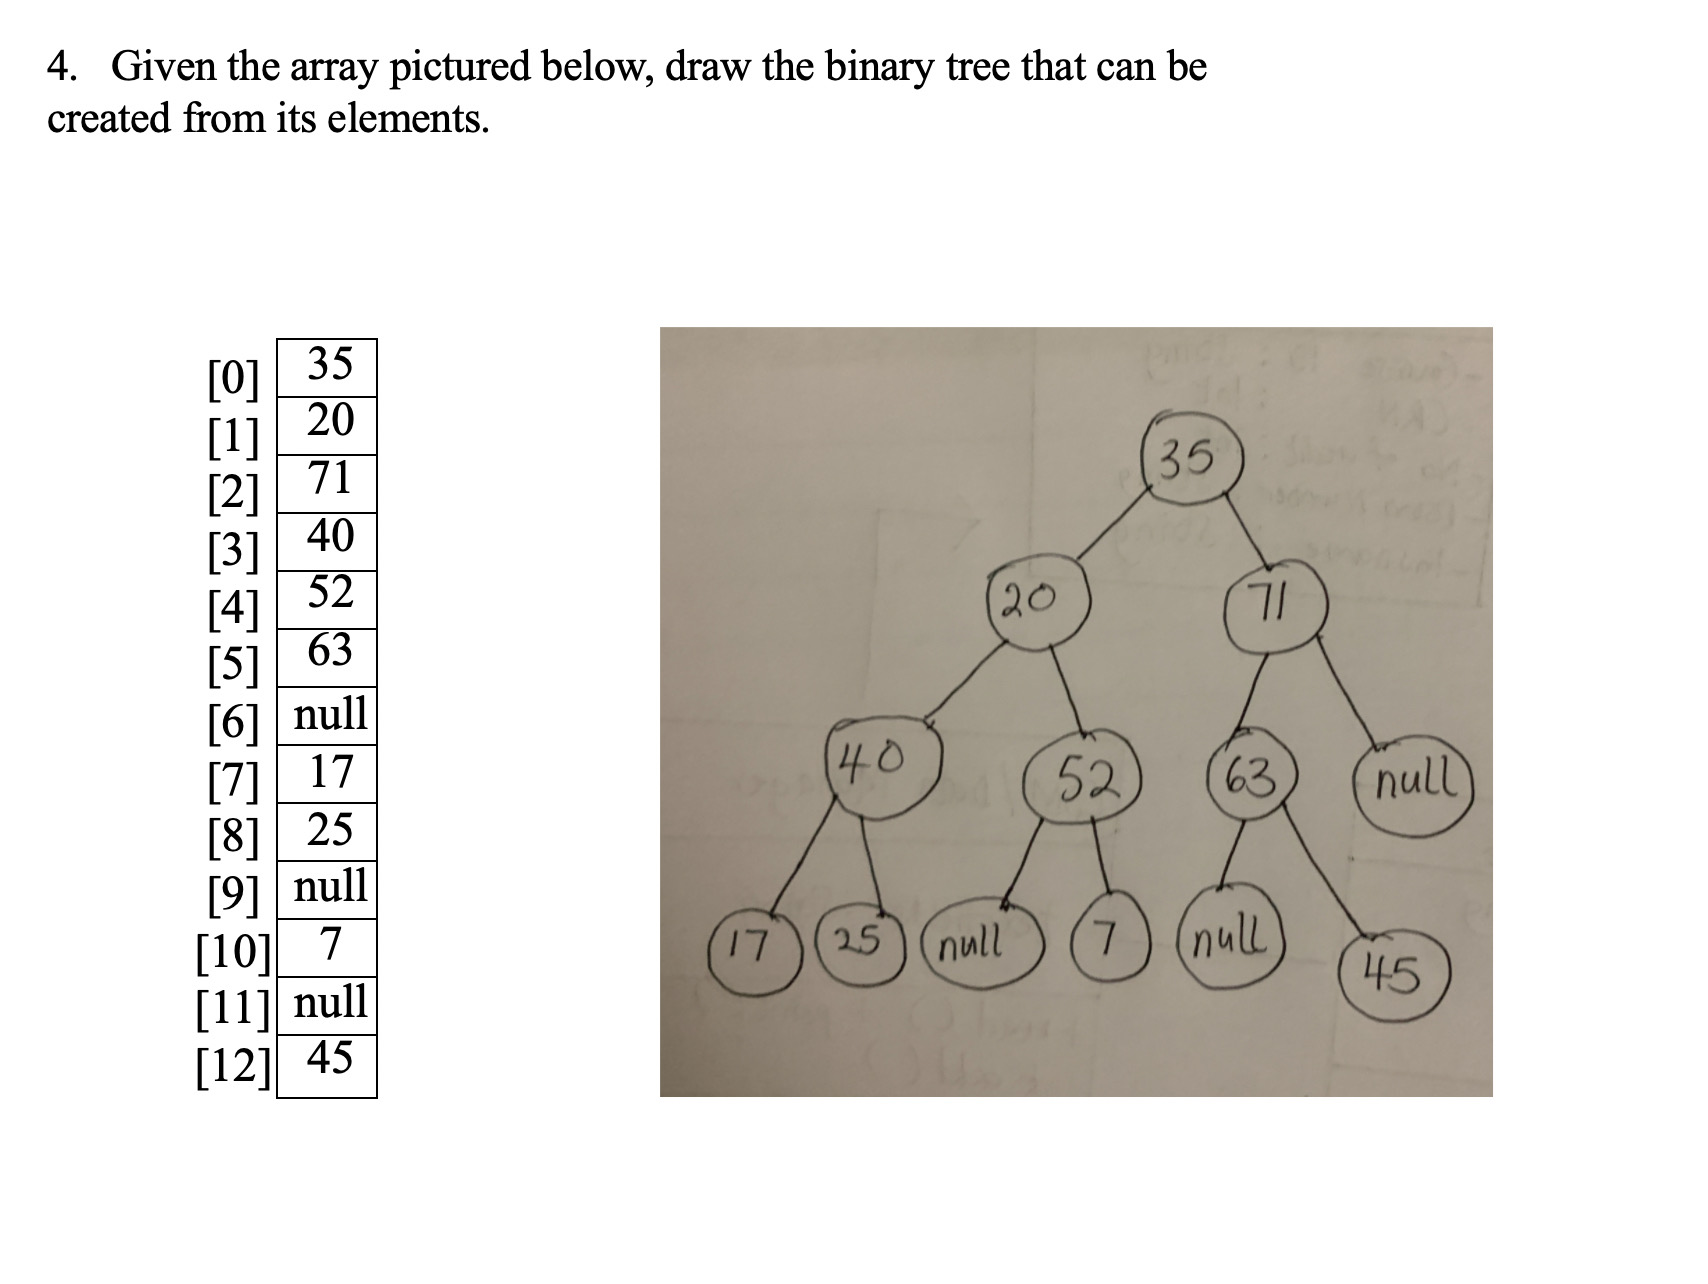 4. Given the array pictured below, draw the binary tree that can be
created from its elements.
[0] 35
[1] 20
[2] 71
[3] 40
[4] 52
[5] 63
[6] null
[7] 17
[8] 25
[9] null
[10] 7
[11] null
[12] 45
35
20 71
40 52 63 null
17 25 null 7 null 45